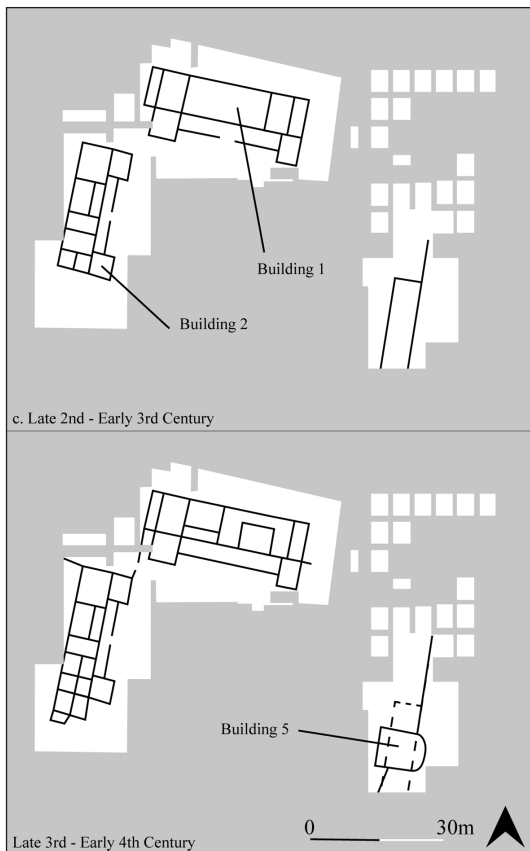 Building 1
Building 2
c. Late 2nd - Early 3rd Century
Building 5
0 30m
Late 3rd - Early 4th Century